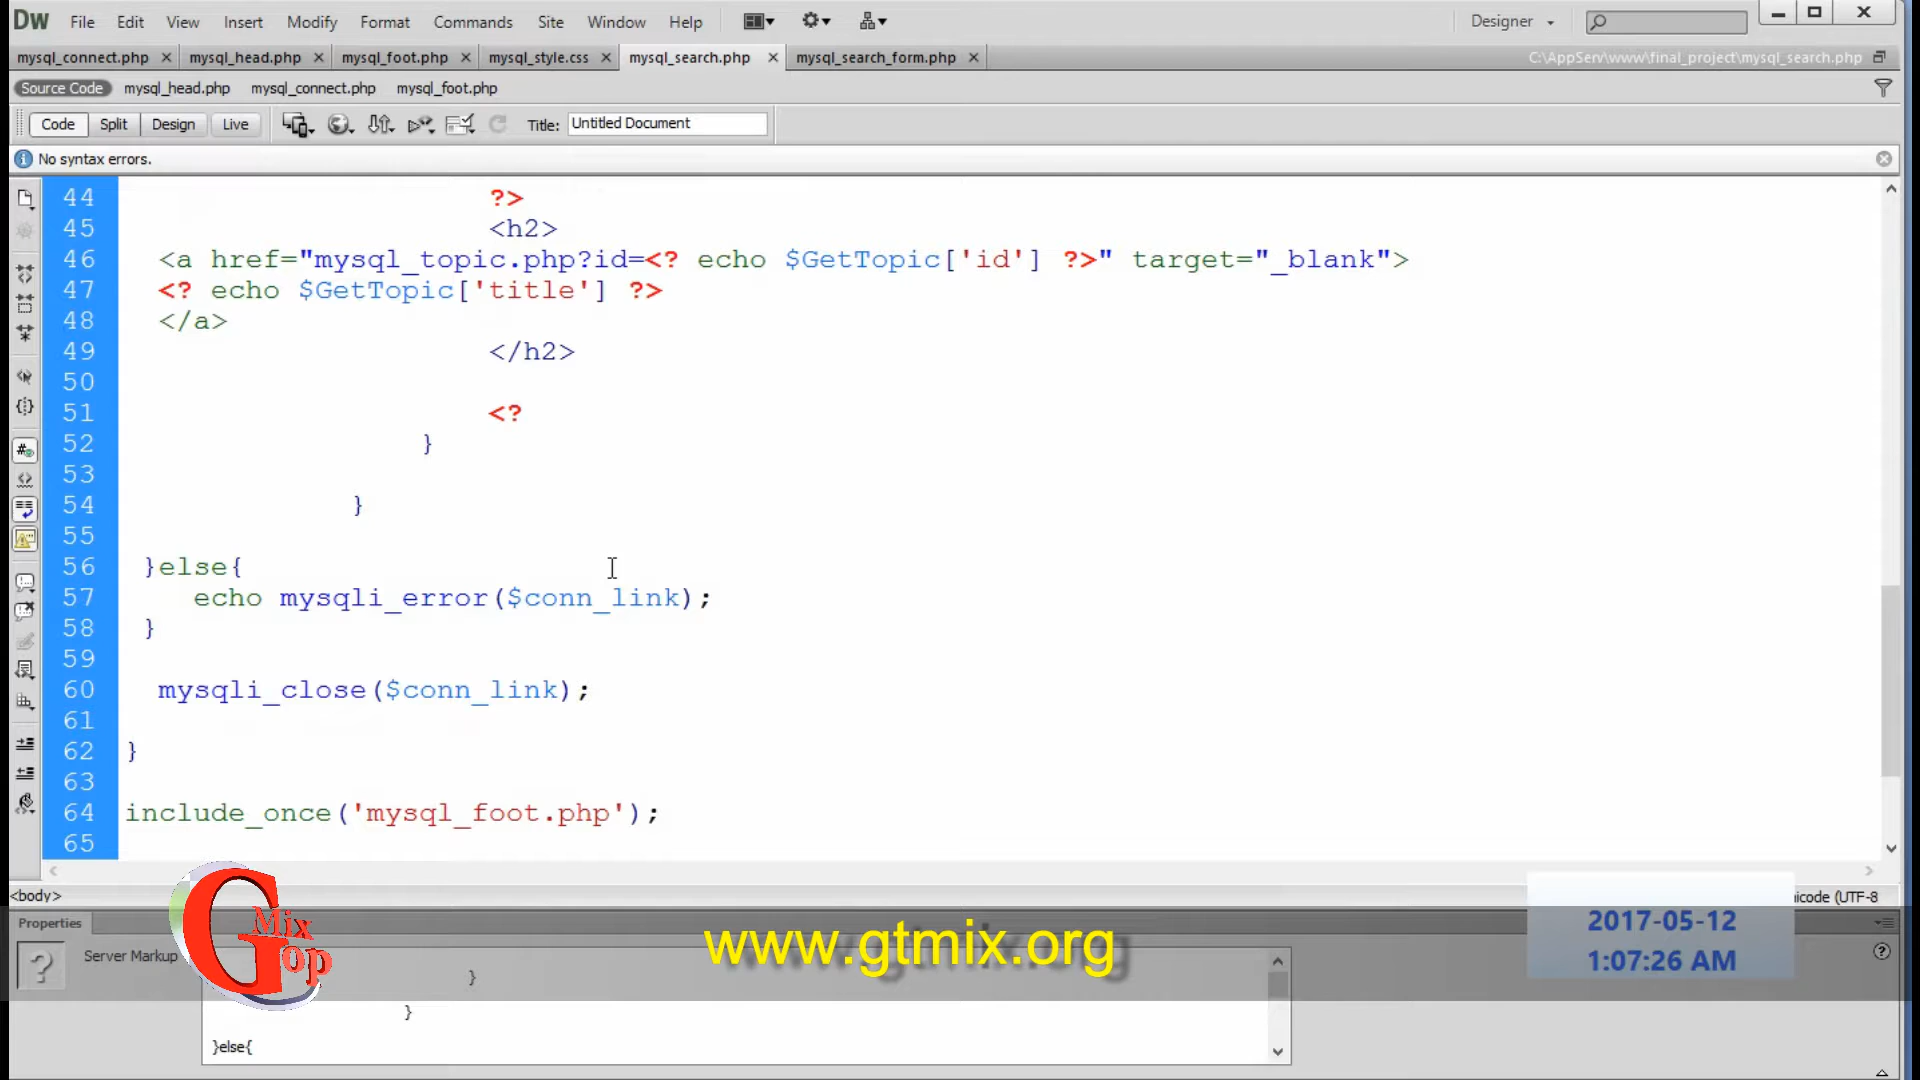 Dw File Edit View Insert Modify Format Commands Site Window Help Designer
mysql_connect.php mysql_head.php mysql_foot.php mysql_style.css mysql_search.php mysql_search_form.php C:\AppServ\www\final_project\mysql_search.php
Source Code mysql_head.php mysql_connect.php mysql_foot.php
Code Split Design Live Title: Untitled Document
No syntax errors.
44 ?>
45 <h2>
46 <a href="mysql_topic.php?id=<? echo $GetTopic['id'] ?>" target="_blank">
47 <? echo $GetTopic['title'] ?>
48 </a>
49 </h2>
50
51 <?
52 }
53
54 }
55
56 }else{
57 echo mysqli_error($conn_link);
58 }
59
60 mysqli_close($conn_link);
61
62 }
63
64 include_once('mysql_foot.php');
65
<body> nicode (UTF-8
Properties
Server Markup
G Mix op
www.gtmix.org
2017-05-12
1:07:26 AM
}
}
}else{